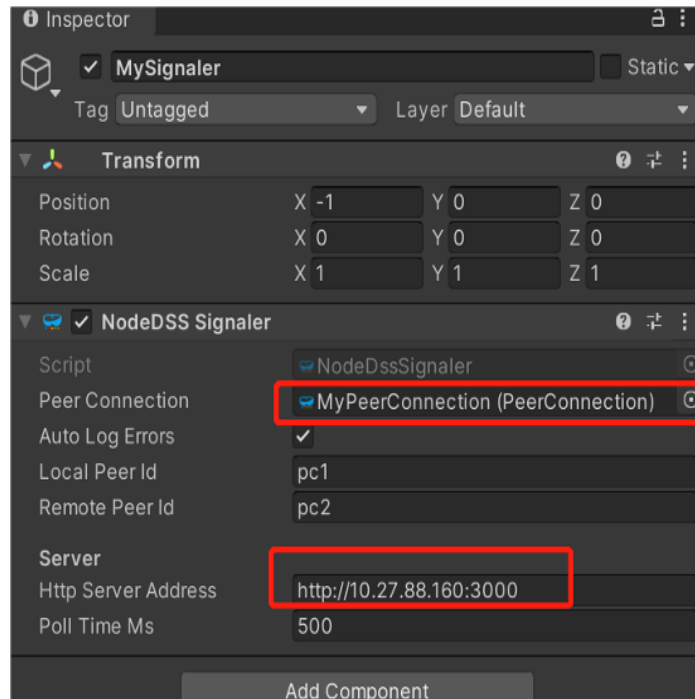 Inspector
MySignaler Static
Tag Untagged Layer Default
Transform
Position X -1 Y 0 Z 0
Rotation X 0 Y 0 Z 0
Scale X 1 Y 1 Z 1
NodeDSS Signaler
Script NodeDssSignaler
Peer Connection MyPeerConnection (PeerConnection)
Auto Log Errors
Local Peer Id pc1
Remote Peer Id pc2
Server
Http Server Address http://10.27.88.160:3000
Poll Time Ms 500
Add Component